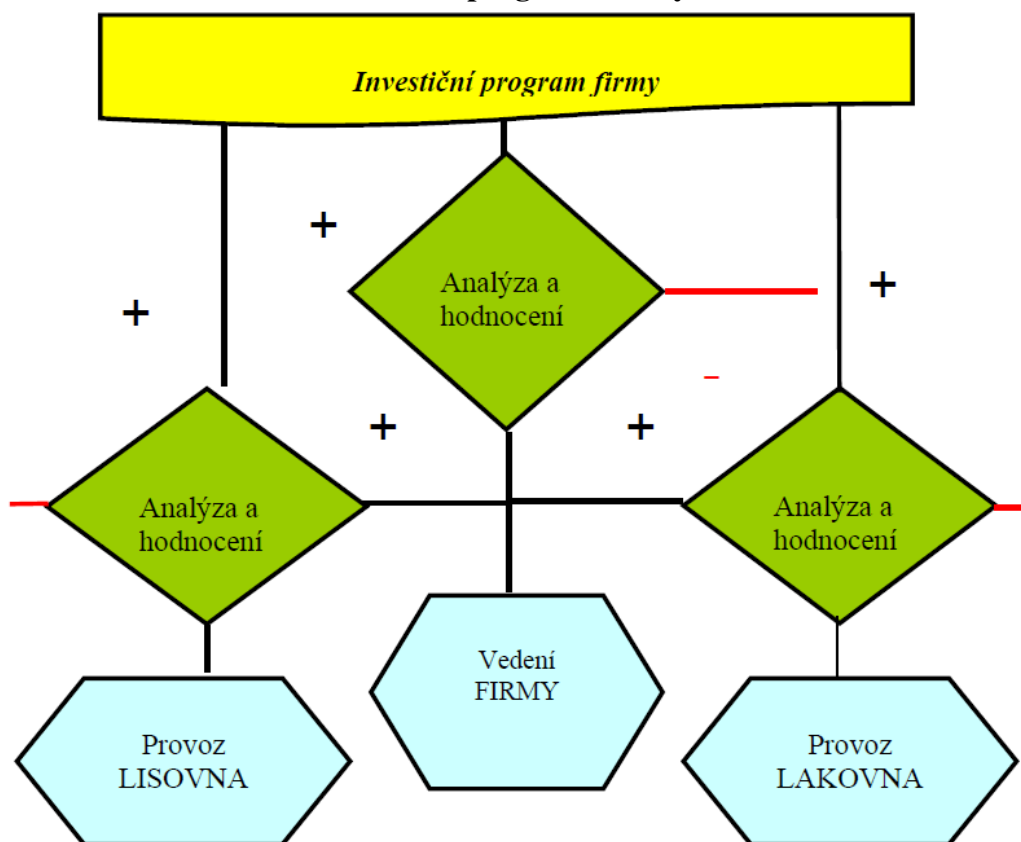 Investiční program firmy
+
Analýza a
hodnocení
+
+
–
+
+
Analýza a
hodnocení
Analýza a
hodnocení
Vedení
FIRMY
Provoz
LISOVNA
Provoz
LAKOVNA